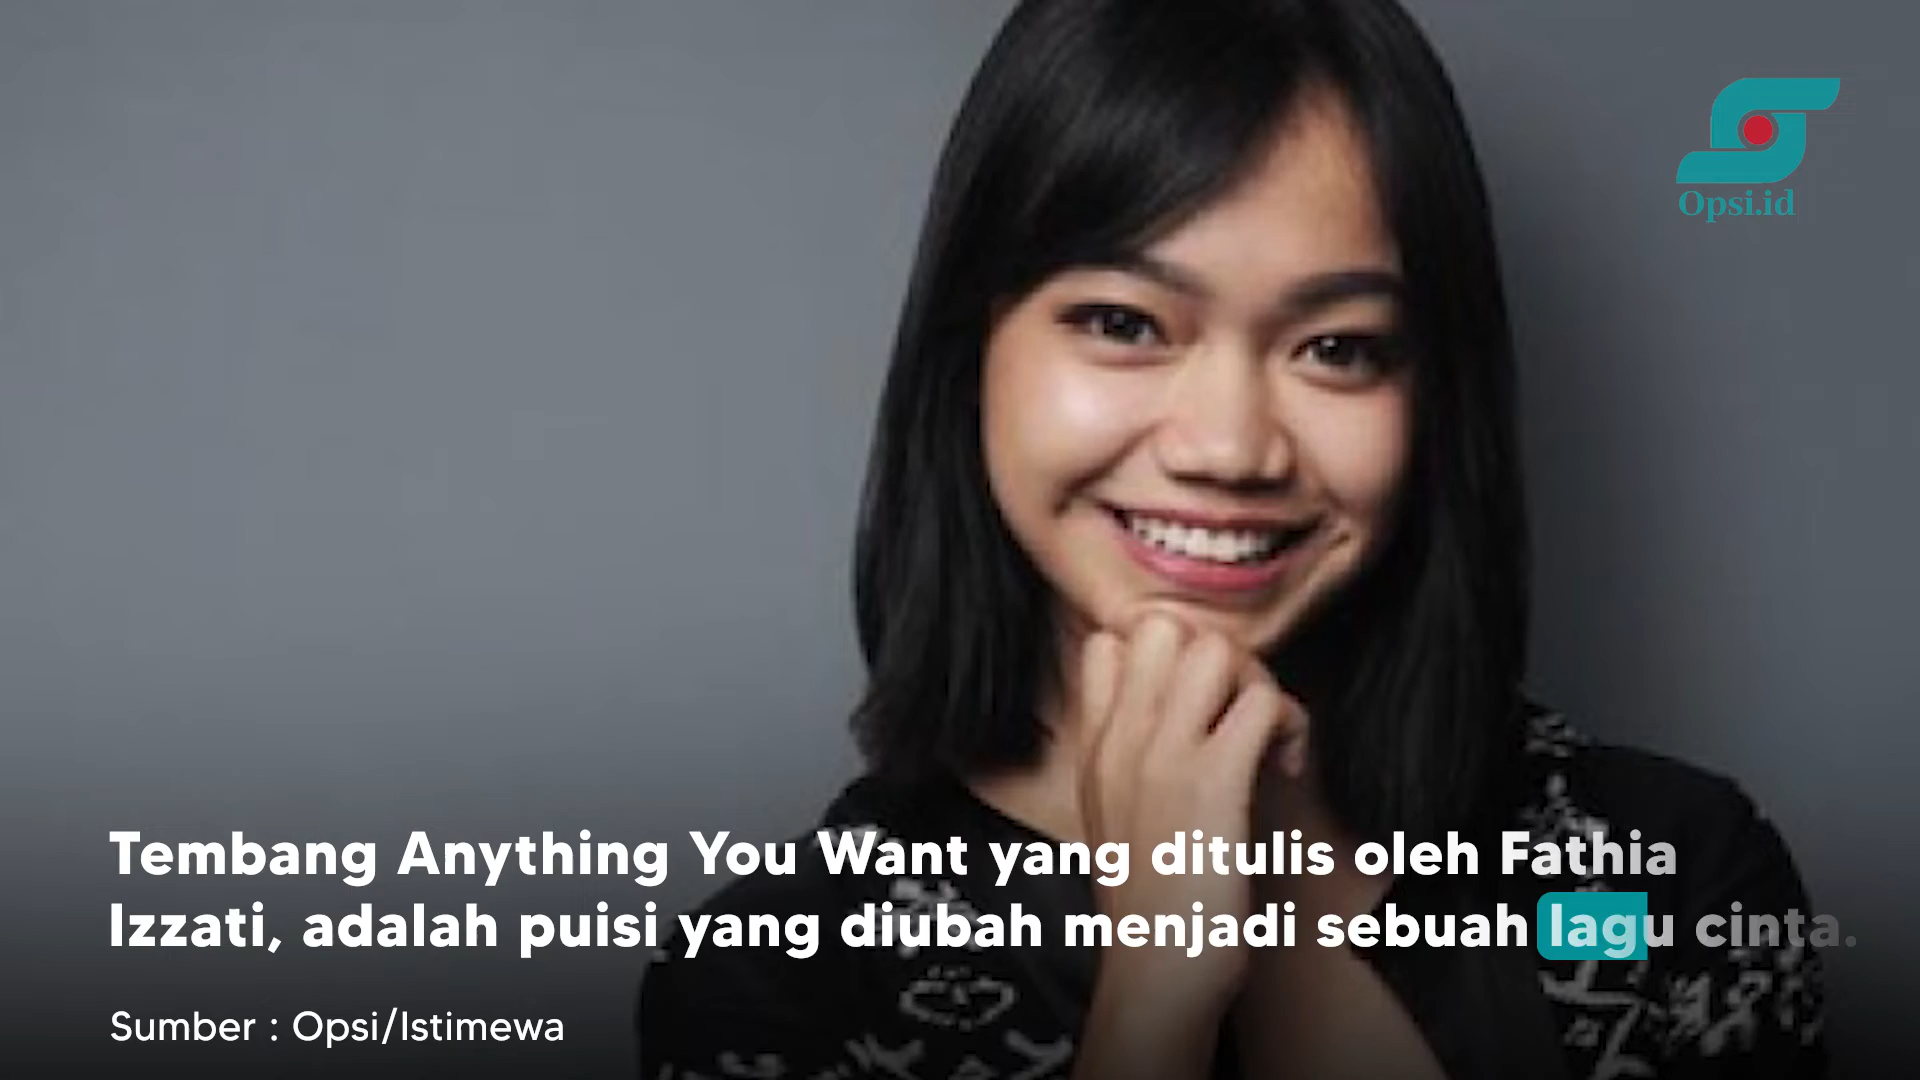 Opsi.id
Tembang Anything You Want yang ditulis oleh Fathia
Izzati, adalah puisi yang diubah menjadi sebuah lagu cinta.
Sumber : Opsi/Istimewa